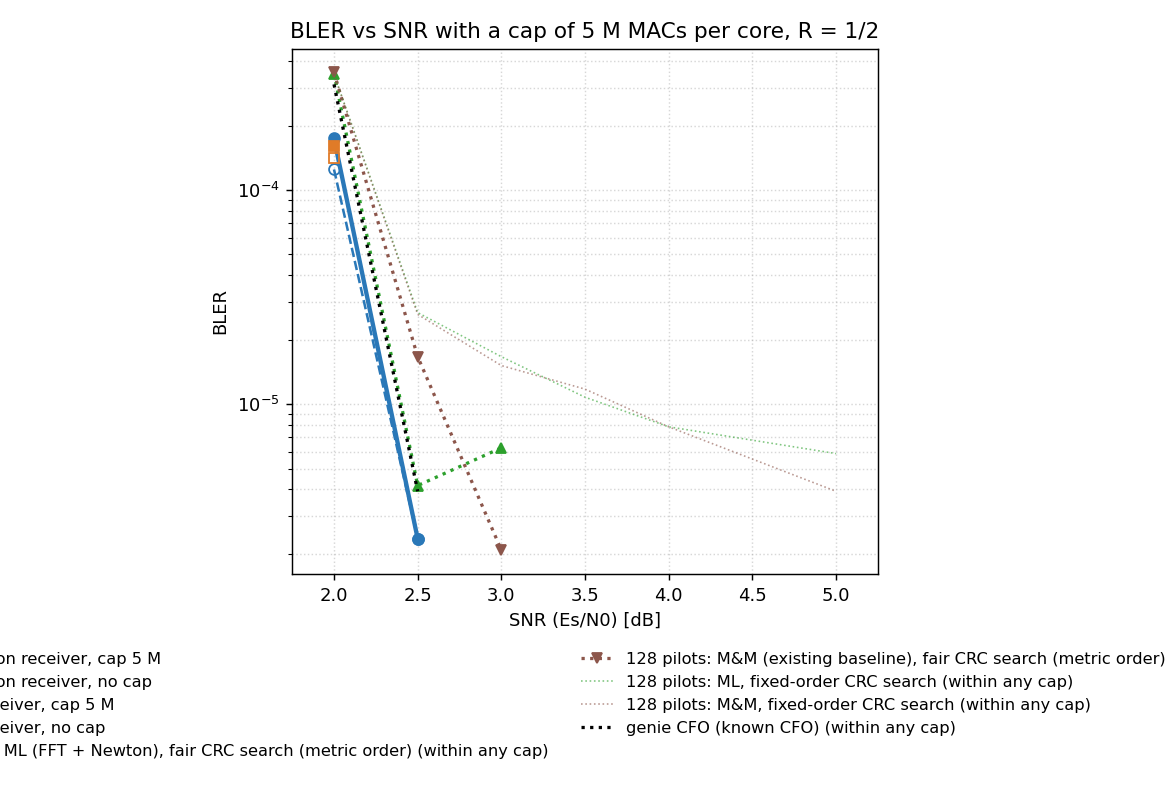 BLER vs SNR with a cap of 5 M MACs per core, R = 1/2
10⁻⁴
10⁻⁵
BLER
2.0 2.5 3.0 3.5 4.0 4.5 5.0
SNR (Es/N0) [dB]
on receiver, cap 5 M
on receiver, no cap
eiver, cap 5 M
eiver, no cap
ML (FFT + Newton), fair CRC search (metric order) (within any cap)
128 pilots: M&M (existing baseline), fair CRC search (metric order)
128 pilots: ML, fixed-order CRC search (within any cap)
128 pilots: M&M, fixed-order CRC search (within any cap)
genie CFO (known CFO) (within any cap)